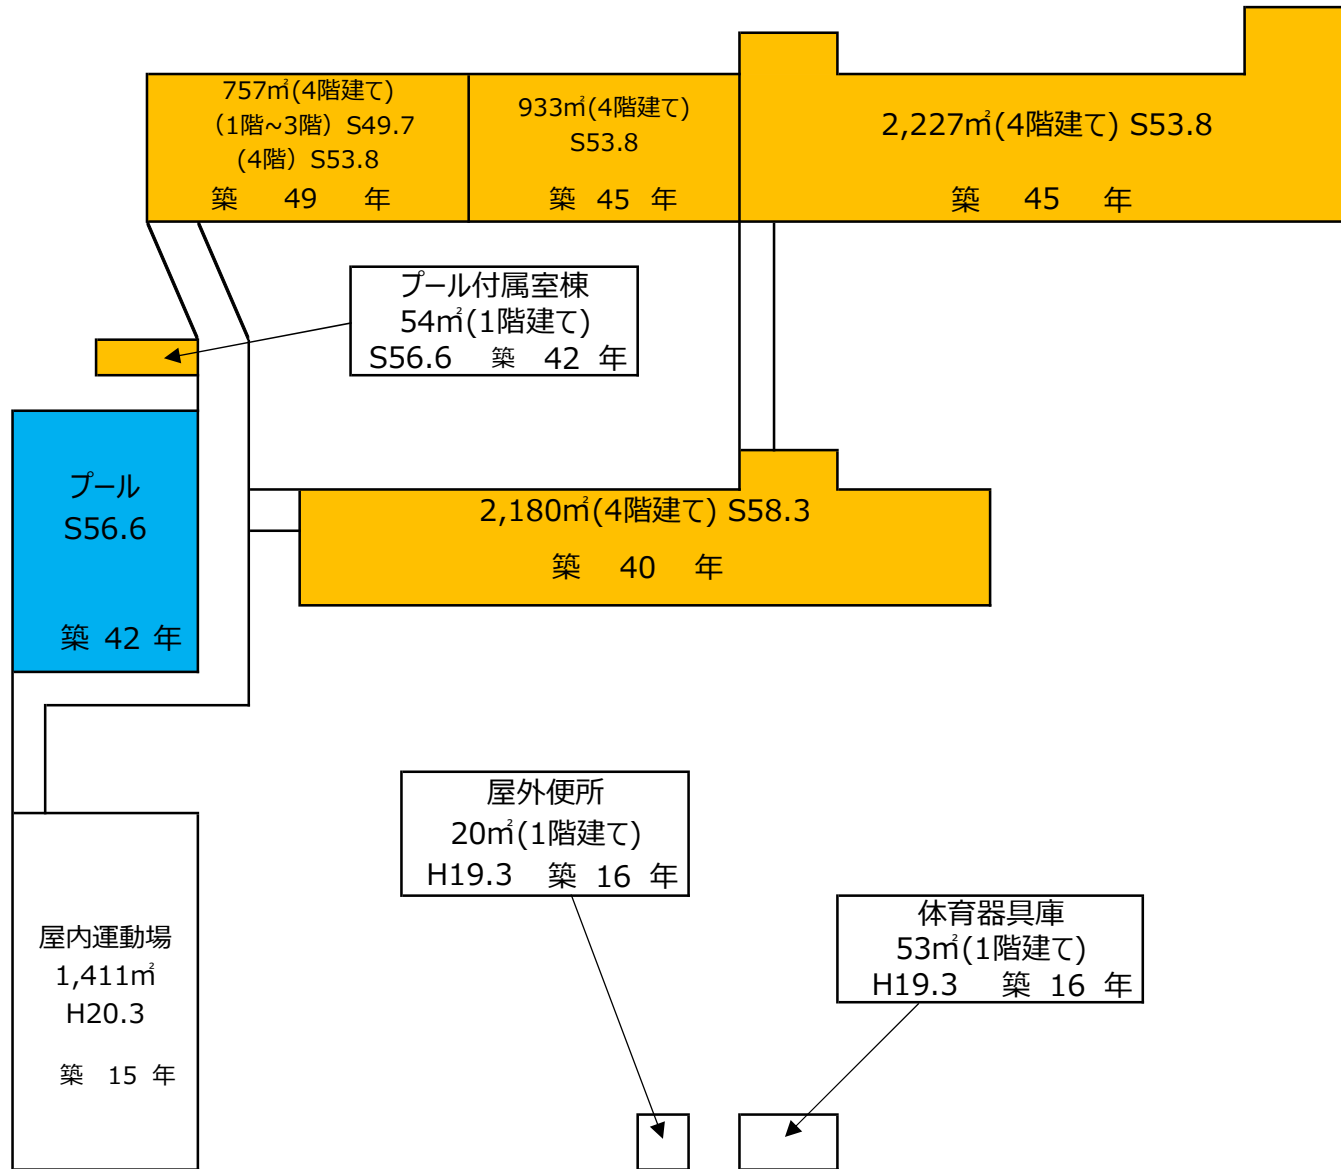 757㎡(4階建て)
（1階~3階）S49.7
(4階）S53.8
築 49 年
933㎡(4階建て)
S53.8
築 45 年
2,227㎡(4階建て) S53.8
築 45 年
プール付属室棟
54㎡(1階建て)
S56.6 築 42 年
プール
S56.6
築 42 年
2,180㎡(4階建て) S58.3
築 40 年
屋外便所
20㎡(1階建て)
H19.3 築 16 年
体育器具庫
53㎡(1階建て)
H19.3 築 16 年
屋内運動場
1,411㎡
H20.3
築 15 年